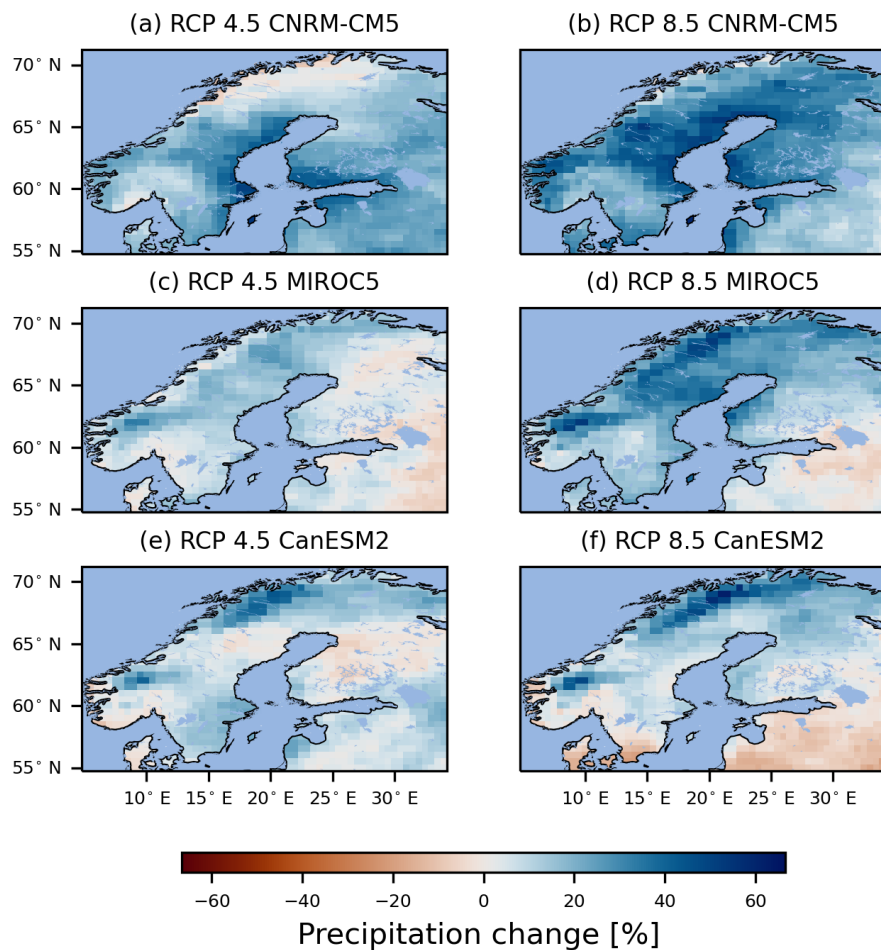 (a) RCP 4.5 CNRM-CM5
(b) RCP 8.5 CNRM-CM5
70° N
65° N
60° N
55° N
(c) RCP 4.5 MIROC5
(d) RCP 8.5 MIROC5
70° N
65° N
60° N
55° N
(e) RCP 4.5 CanESM2
(f) RCP 8.5 CanESM2
70° N
65° N
60° N
55° N
10° E 15° E 20° E 25° E 30° E
10° E 15° E 20° E 25° E 30° E
−60 −40 −20 0 20 40 60
Precipitation change [%]